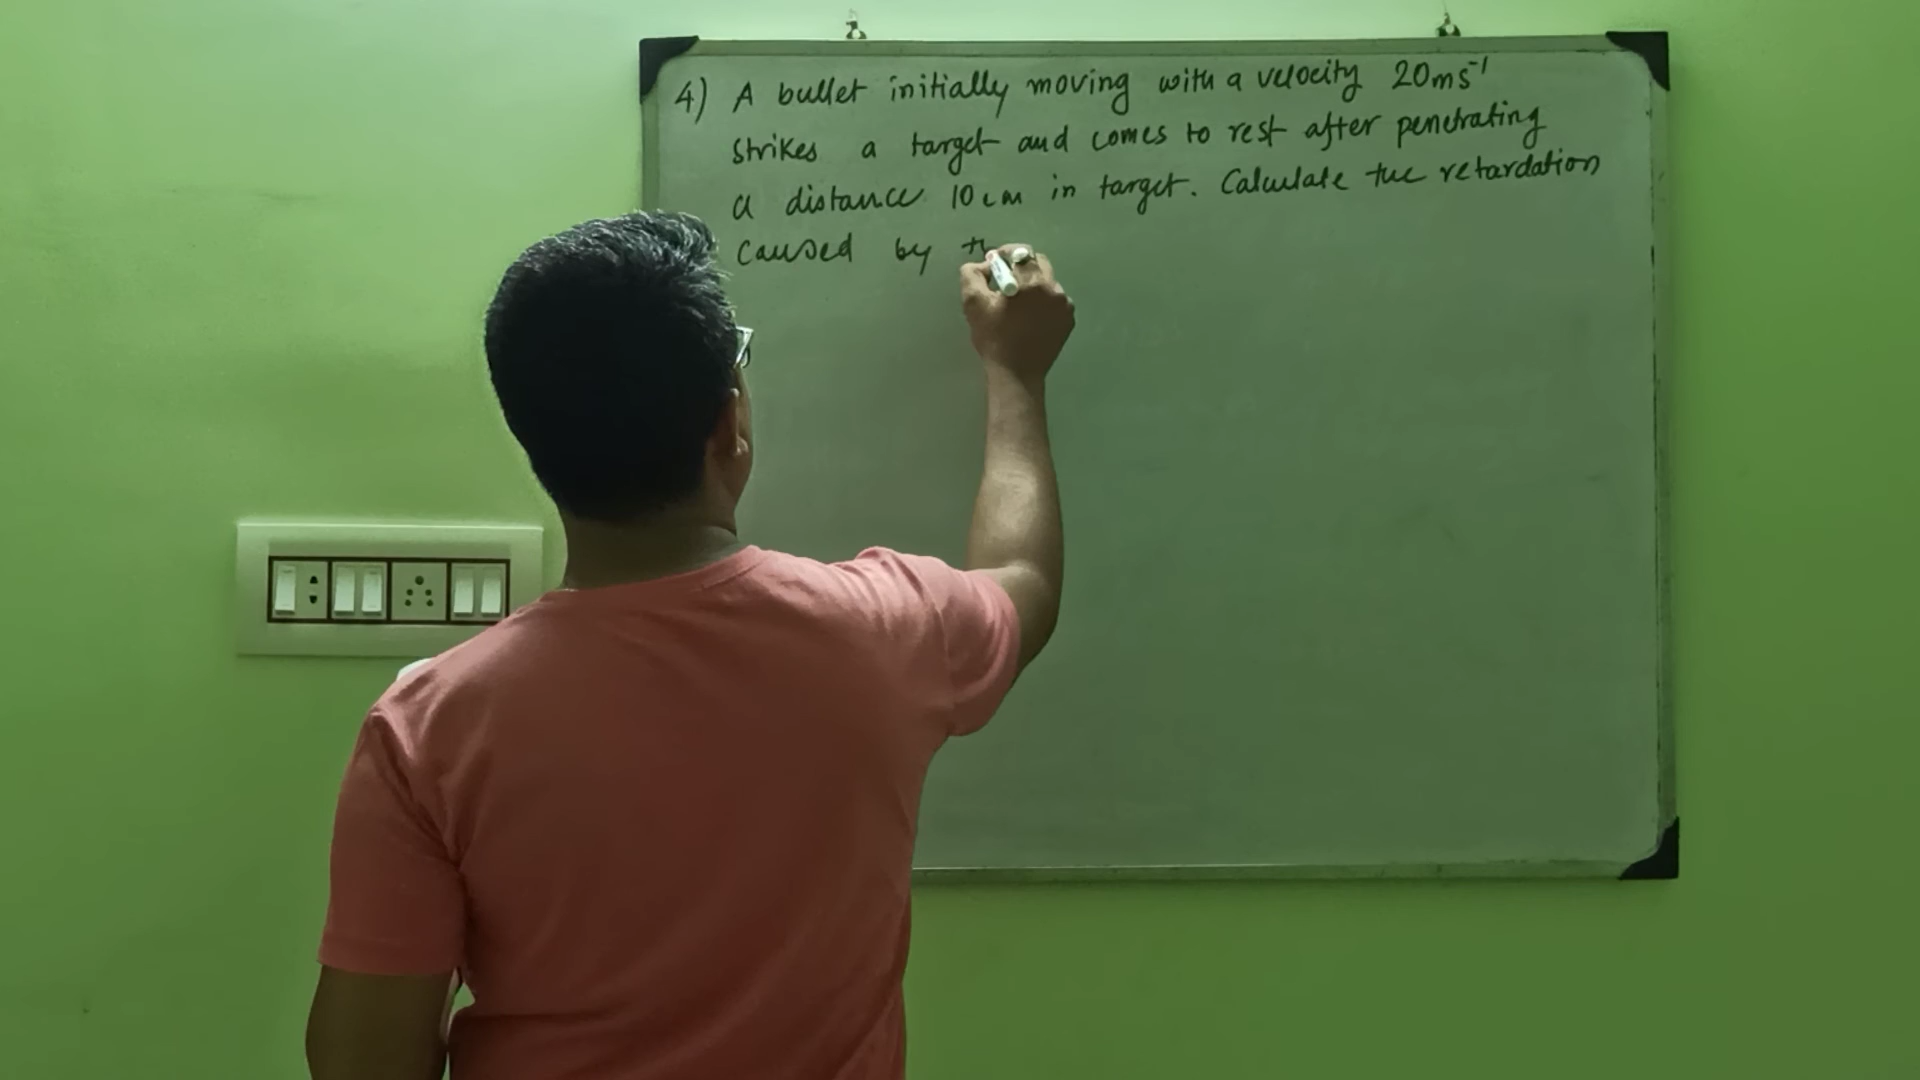 4) A bullet initially moving with a velocity 20ms⁻¹
strikes a target and comes to rest after penetrating
a distance 10cm in target. Calculate the retardation
caused by